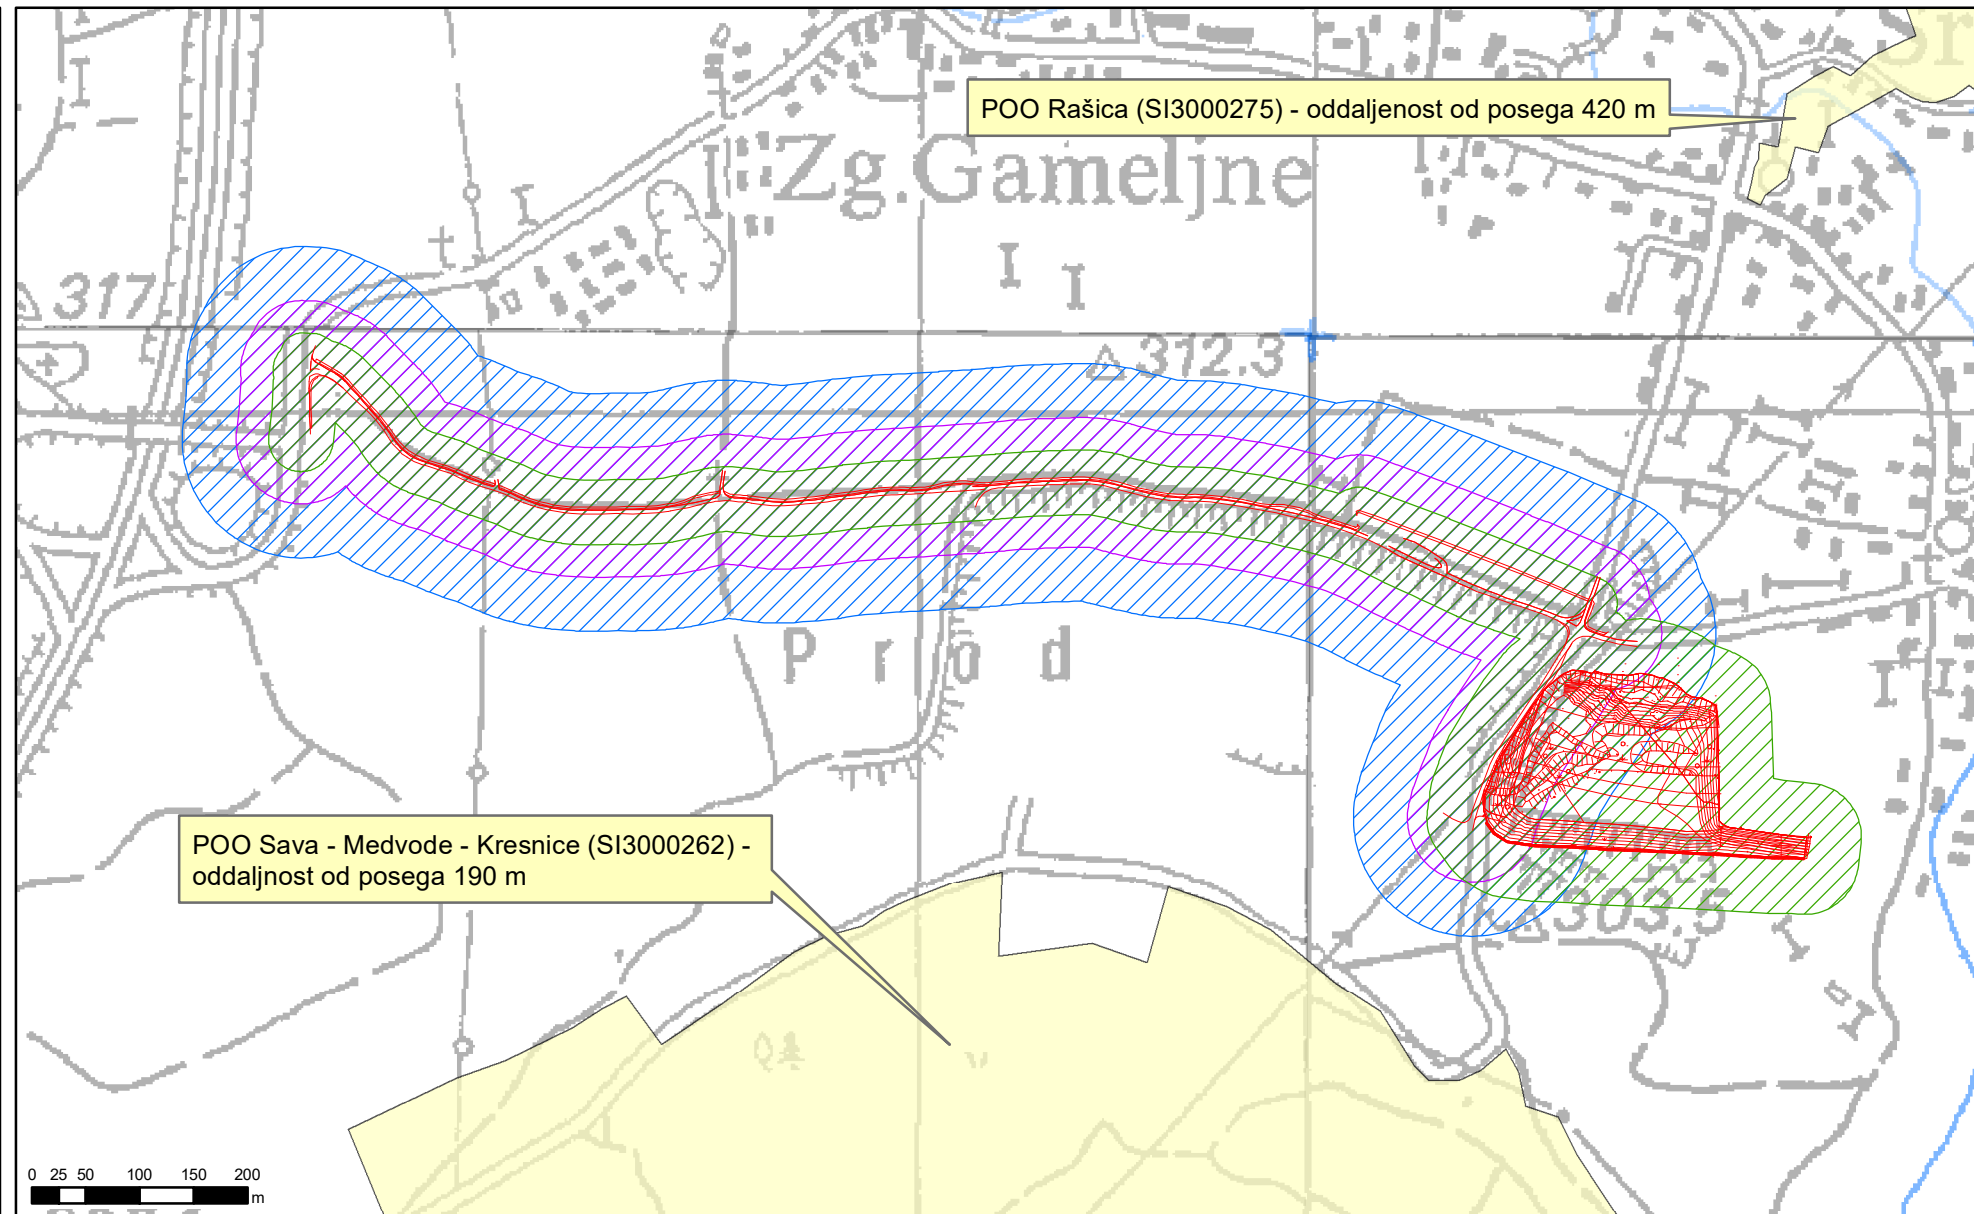 POO Rašica (SI3000275) - oddaljenost od posega 420 m
Zg.Gameljne
317
312.3
Prod
POO Sava - Medvode - Kresnice (SI3000262) -
oddaljnost od posega 190 m
303.5
0 25 50 100 150 200
m